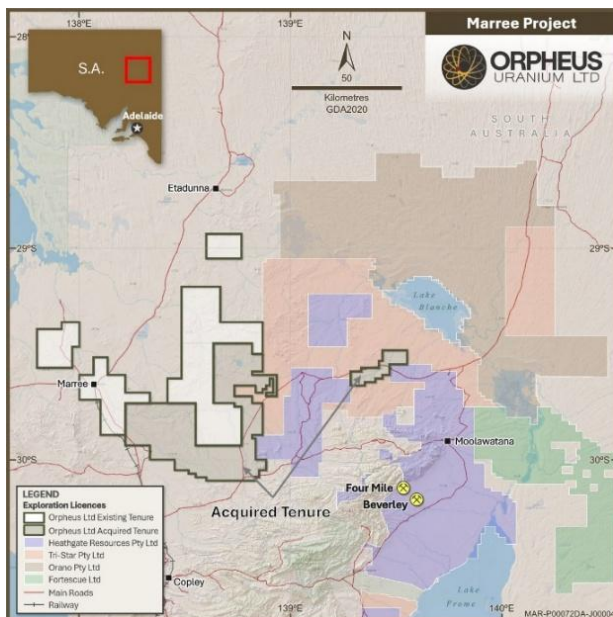 Marree Project
ORPHEUS
URANIUM LTD
138°E
139°E
28°S
S.A.
Adelaide
N
50
Kilometres
GDA2020
SOUTH
AUSTRALIA
Etadunna
29°S
29°S
Lake
Blanche
Marree
30°S
30°S
Moolawatana
Four Mile
Beverley
Acquired Tenure
LEGEND
Exploration Licences
Orpheus Ltd Existing Tenure
Orpheus Ltd Acquired Tenure
Heathgate Resources Pty Ltd
Tri-Star Pty Ltd
Orano Pty Ltd
Fortescue Ltd
Main Roads
Railway
Copley
Lake
Frome
139°E
140°E
MAR-P00072DA-J00004